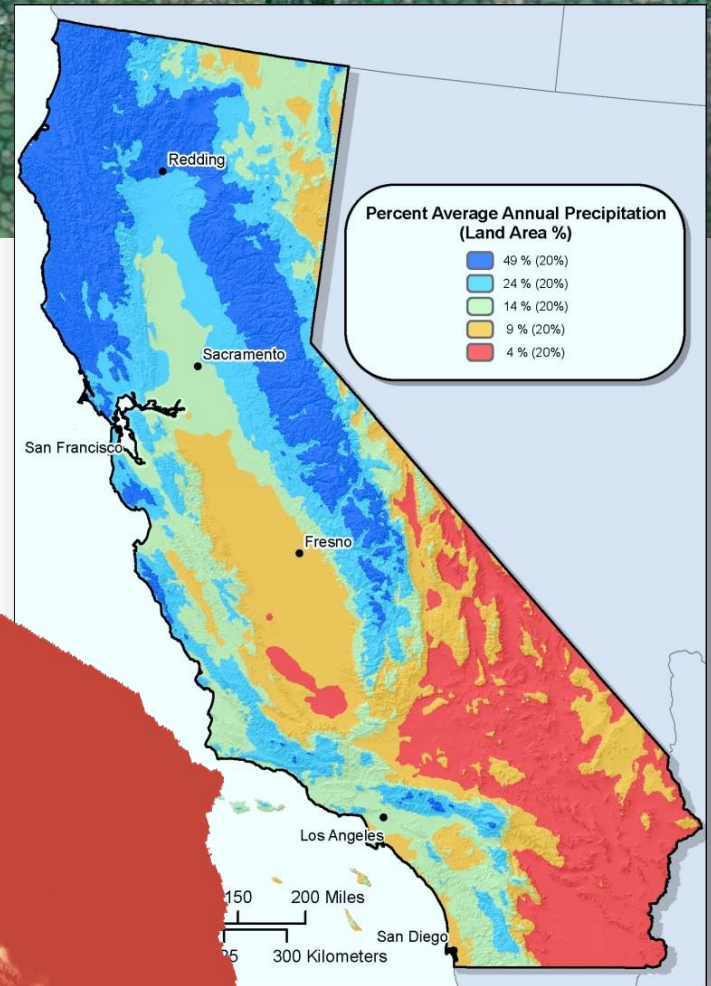 Redding
Percent Average Annual Precipitation
(Land Area %)
49 % (20%)
24 % (20%)
14 % (20%)
9 % (20%)
4 % (20%)
Sacramento
San Francisco
Fresno
Los Angeles
150 200 Miles
San Diego
300 Kilometers